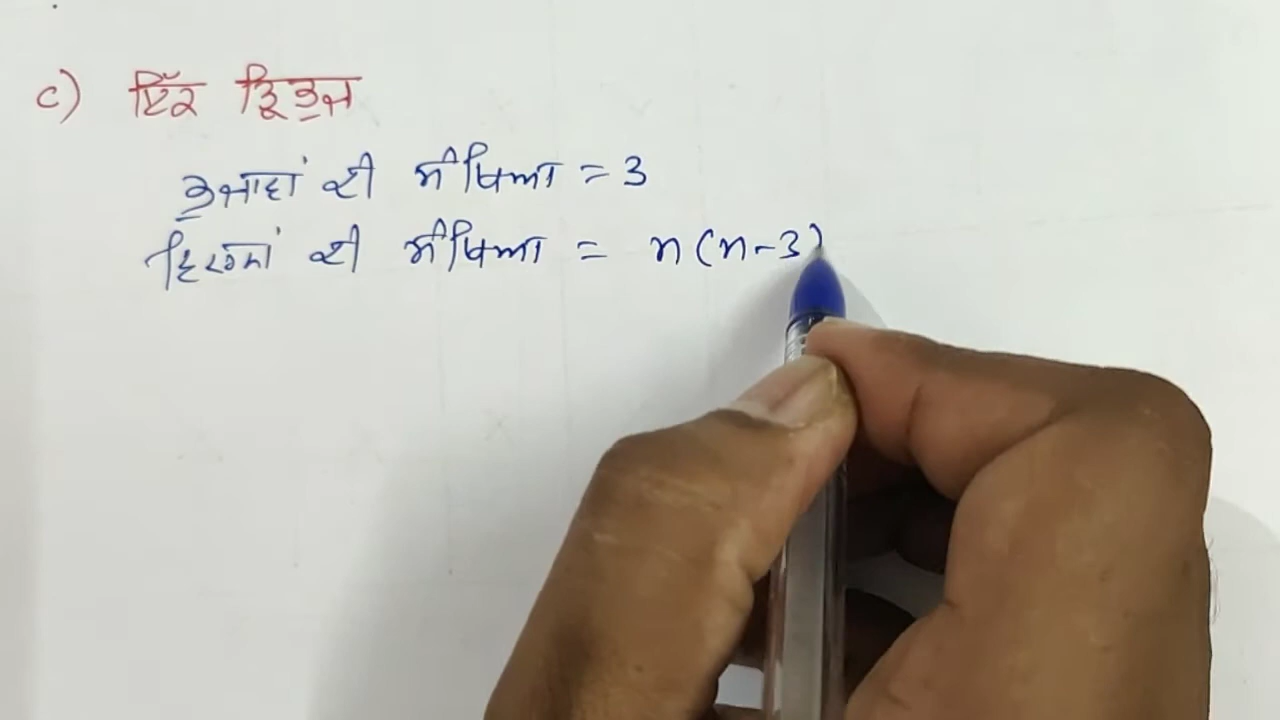 c) ਇੱਕ ਤ੍ਰਿਭੁਜ
ਭੁਜਾਵਾਂ ਦੀ ਸੰਖਿਆ = 3
ਵਿਕਰਨਾਂ ਦੀ ਸੰਖਿਆ = n(n-3)